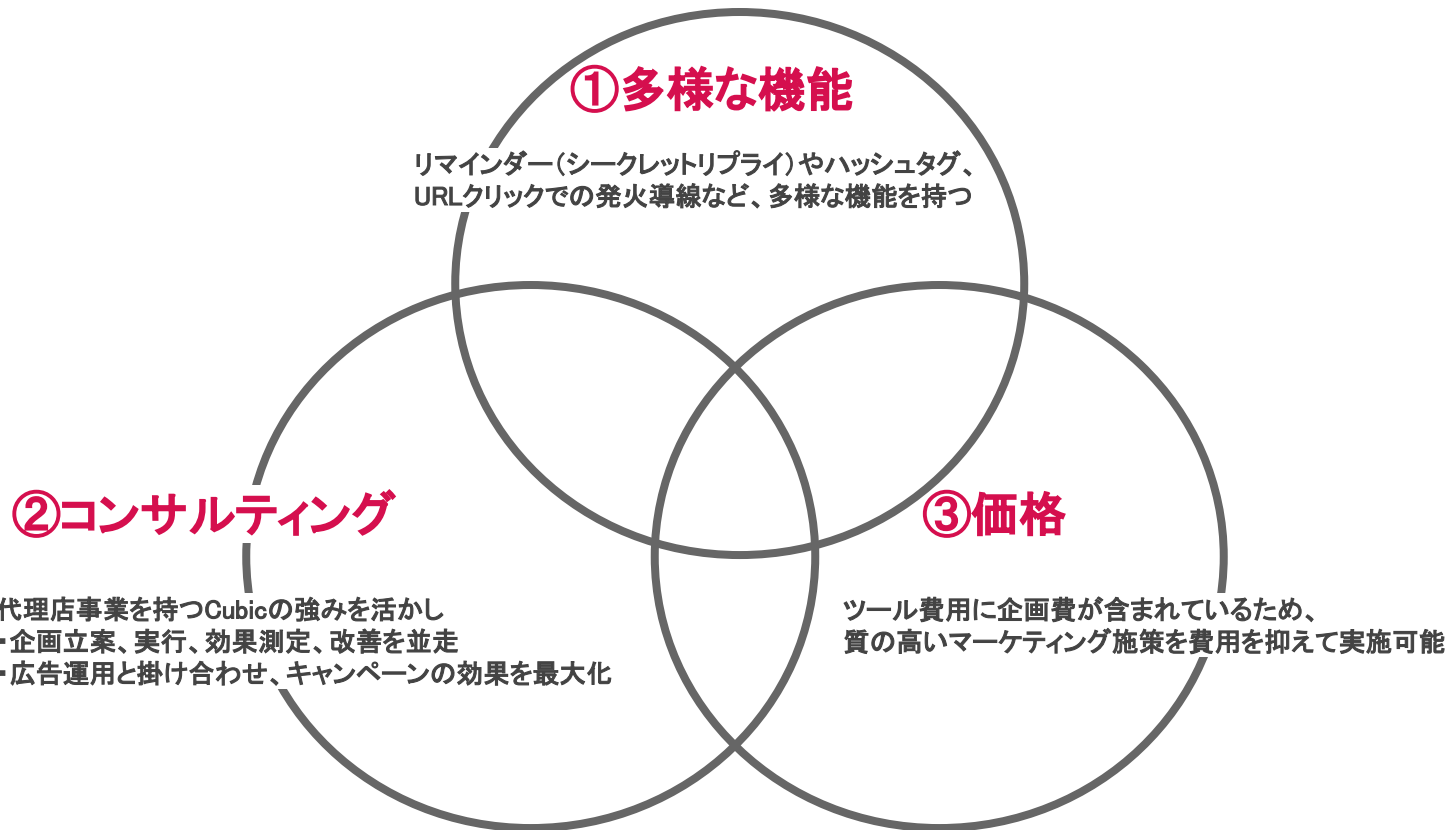 ①多様な機能
リマインダー（シークレットリプライ）やハッシュタグ、
URLクリックでの発火導線など、多様な機能を持つ
②コンサルティング
代理店事業を持つCubicの強みを活かし
・企画立案、実行、効果測定、改善を並走
・広告運用と掛け合わせ、キャンペーンの効果を最大化
③価格
ツール費用に企画費が含まれているため、
質の高いマーケティング施策を費用を抑えて実施可能